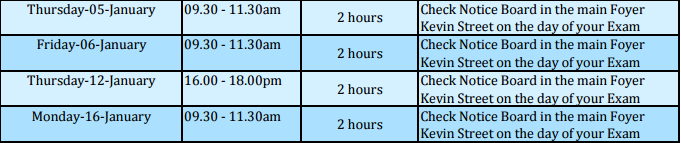 Thursday-05-January 09.30 - 11.30am 2 hours Check Notice Board in the main Foyer
Kevin Street on the day of your Exam
Friday-06-January 09.30 - 11.30am 2 hours Check Notice Board in the main Foyer
Kevin Street on the day of your Exam
Thursday-12-January 16.00 - 18.00pm 2 hours Check Notice Board in the main Foyer
Kevin Street on the day of your Exam
Monday-16-January 09.30 - 11.30am 2 hours Check Notice Board in the main Foyer
Kevin Street on the day of your Exam